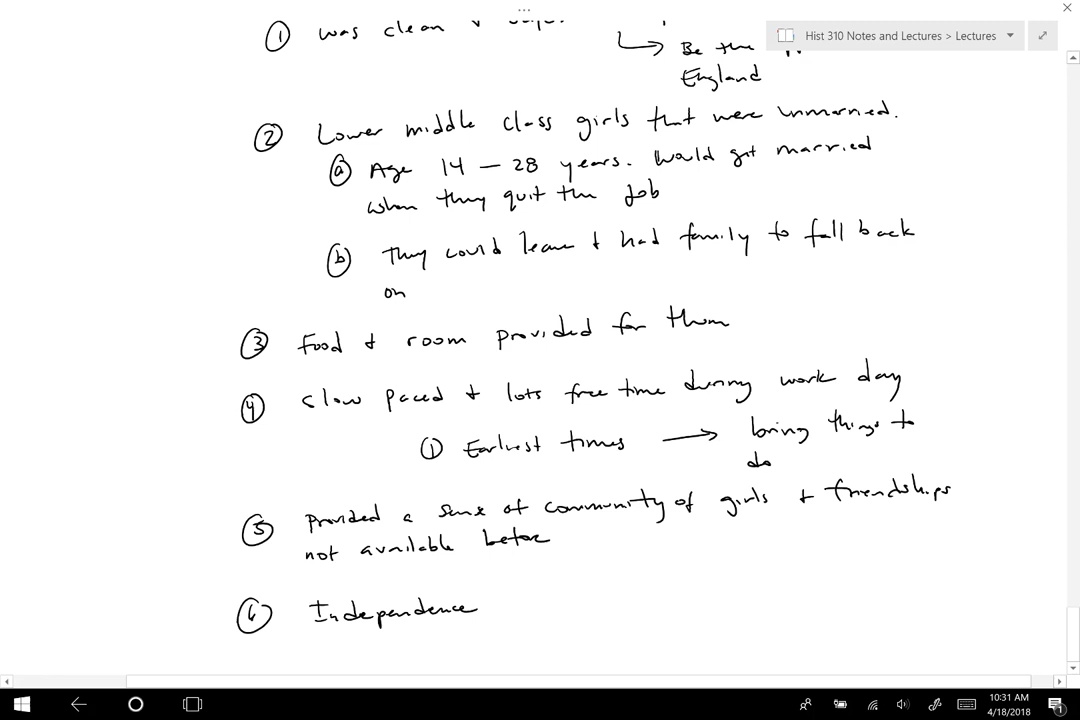 ① was clean +
Hist 310 Notes and Lectures > Lectures
Be the
England
② Lower middle class girls that were unmarried.
ⓐ Age 14 — 28 years. Would get married
when they quit the job
ⓑ They could leave + had family to fall back
on
③ Food + room provided for them
④ Slow paced + lots free time during work day
① Earliest times → boring things to
do
⑤ Provided a sense of community of girls + friendships
not available before
⑥ Independence
10:31 AM
4/18/2018
1